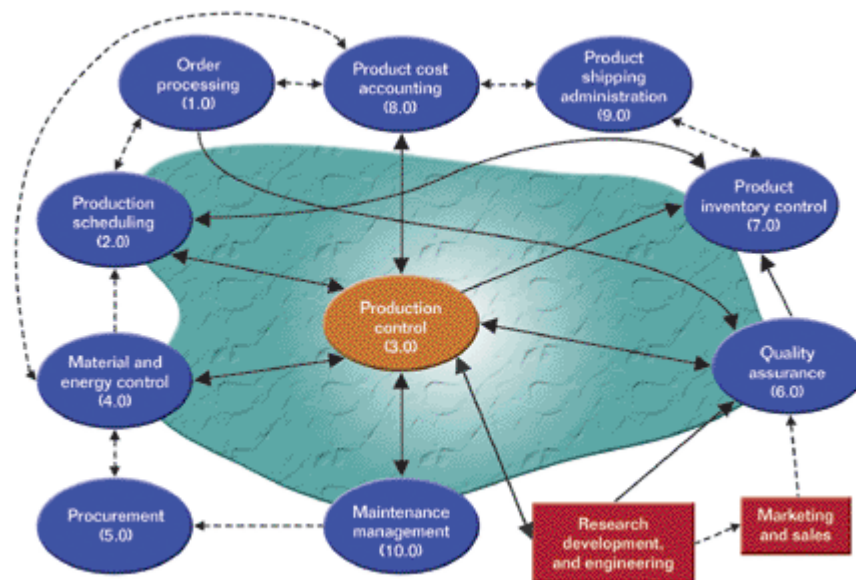 Order
processing
(1.0)
Product cost
accounting
(8.0)
Product
shipping
administration
(9.0)
Production
scheduling
(2.0)
Product
inventory control
(7.0)
Production
control
(3.0)
Material and
energy control
(4.0)
Quality
assurance
(6.0)
Procurement
(5.0)
Maintenance
management
(10.0)
Research
development,
and engineering
Marketing
and sales